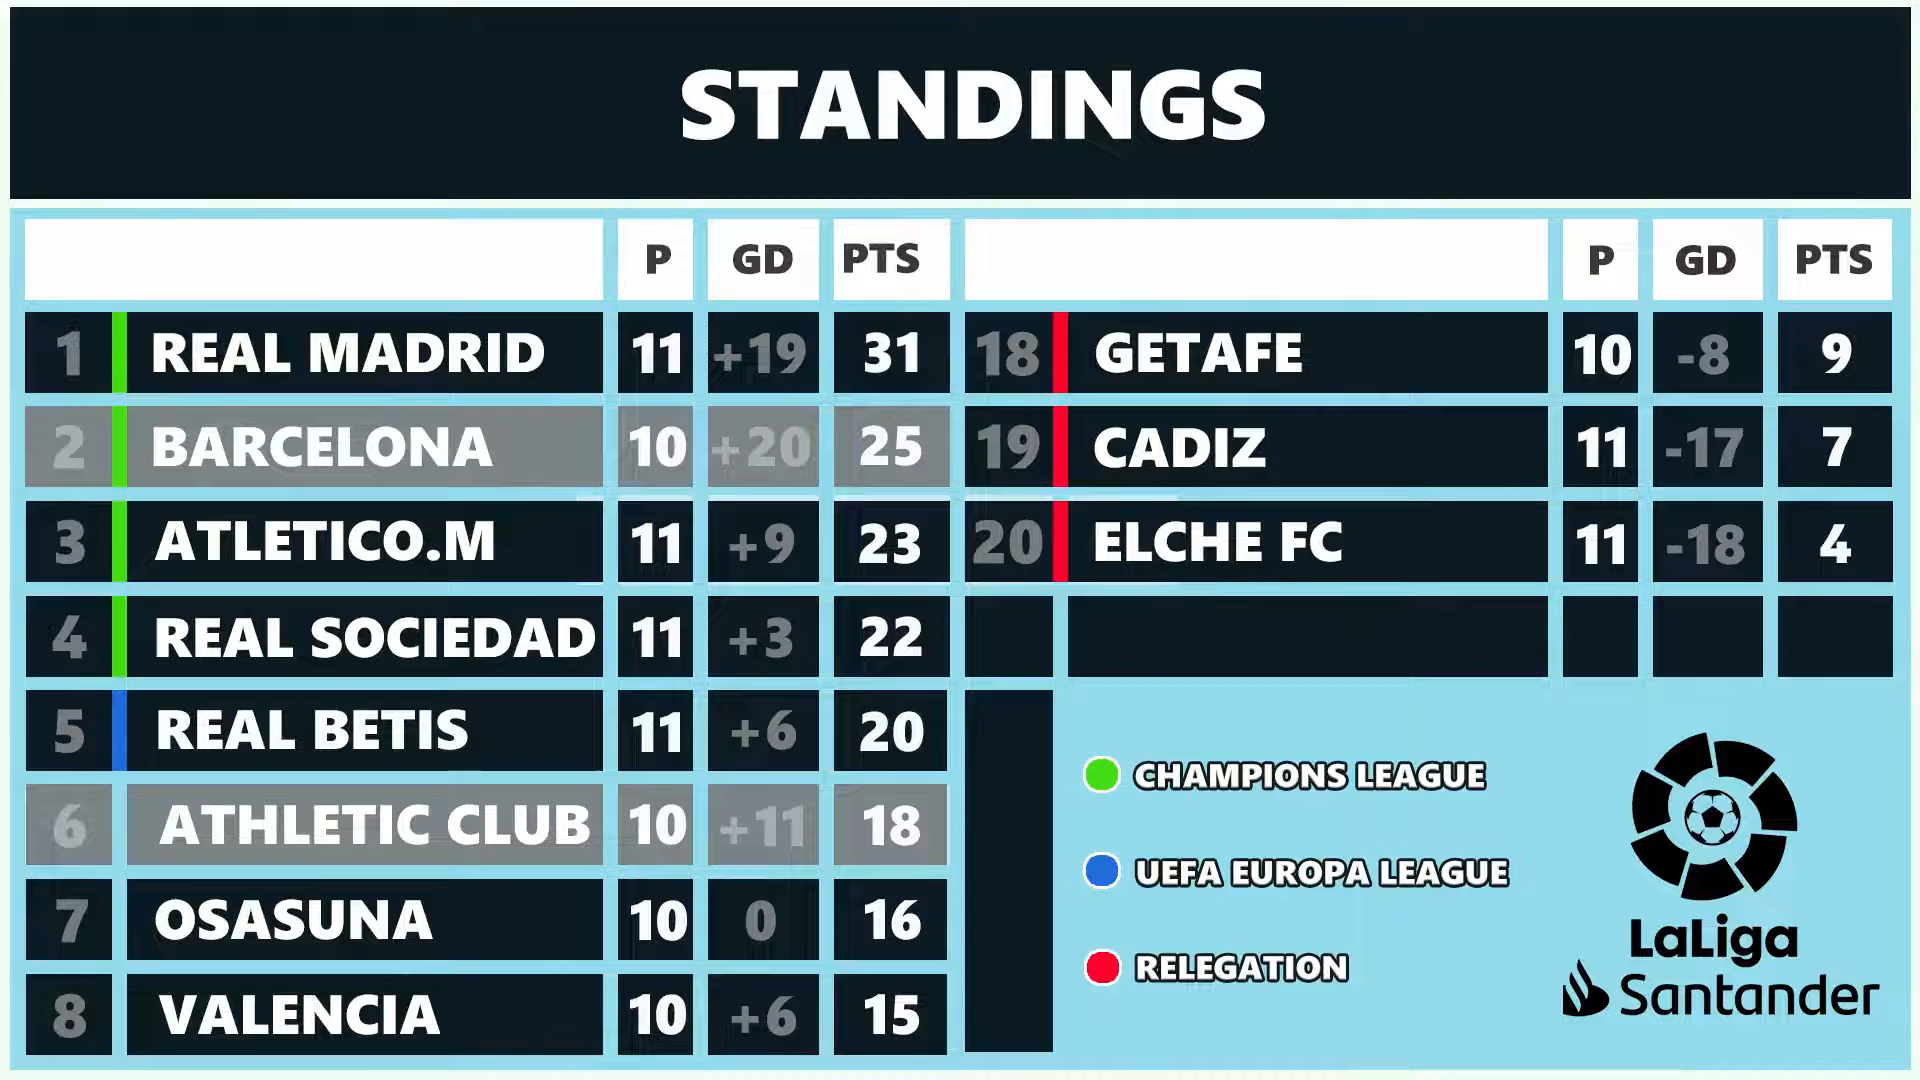 STANDINGS
P GD PTS
1 REAL MADRID 11 +19 31
2 BARCELONA 10 +20 25
3 ATLETICO.M 11 +9 23
4 REAL SOCIEDAD 11 +3 22
5 REAL BETIS 11 +6 20
6 ATHLETIC CLUB 10 +11 18
7 OSASUNA 10 0 16
8 VALENCIA 10 +6 15
P GD PTS
18 GETAFE 10 -8 9
19 CADIZ 11 -17 7
20 ELCHE FC 11 -18 4
CHAMPIONS LEAGUE
UEFA EUROPA LEAGUE
RELEGATION
LaLiga
Santander